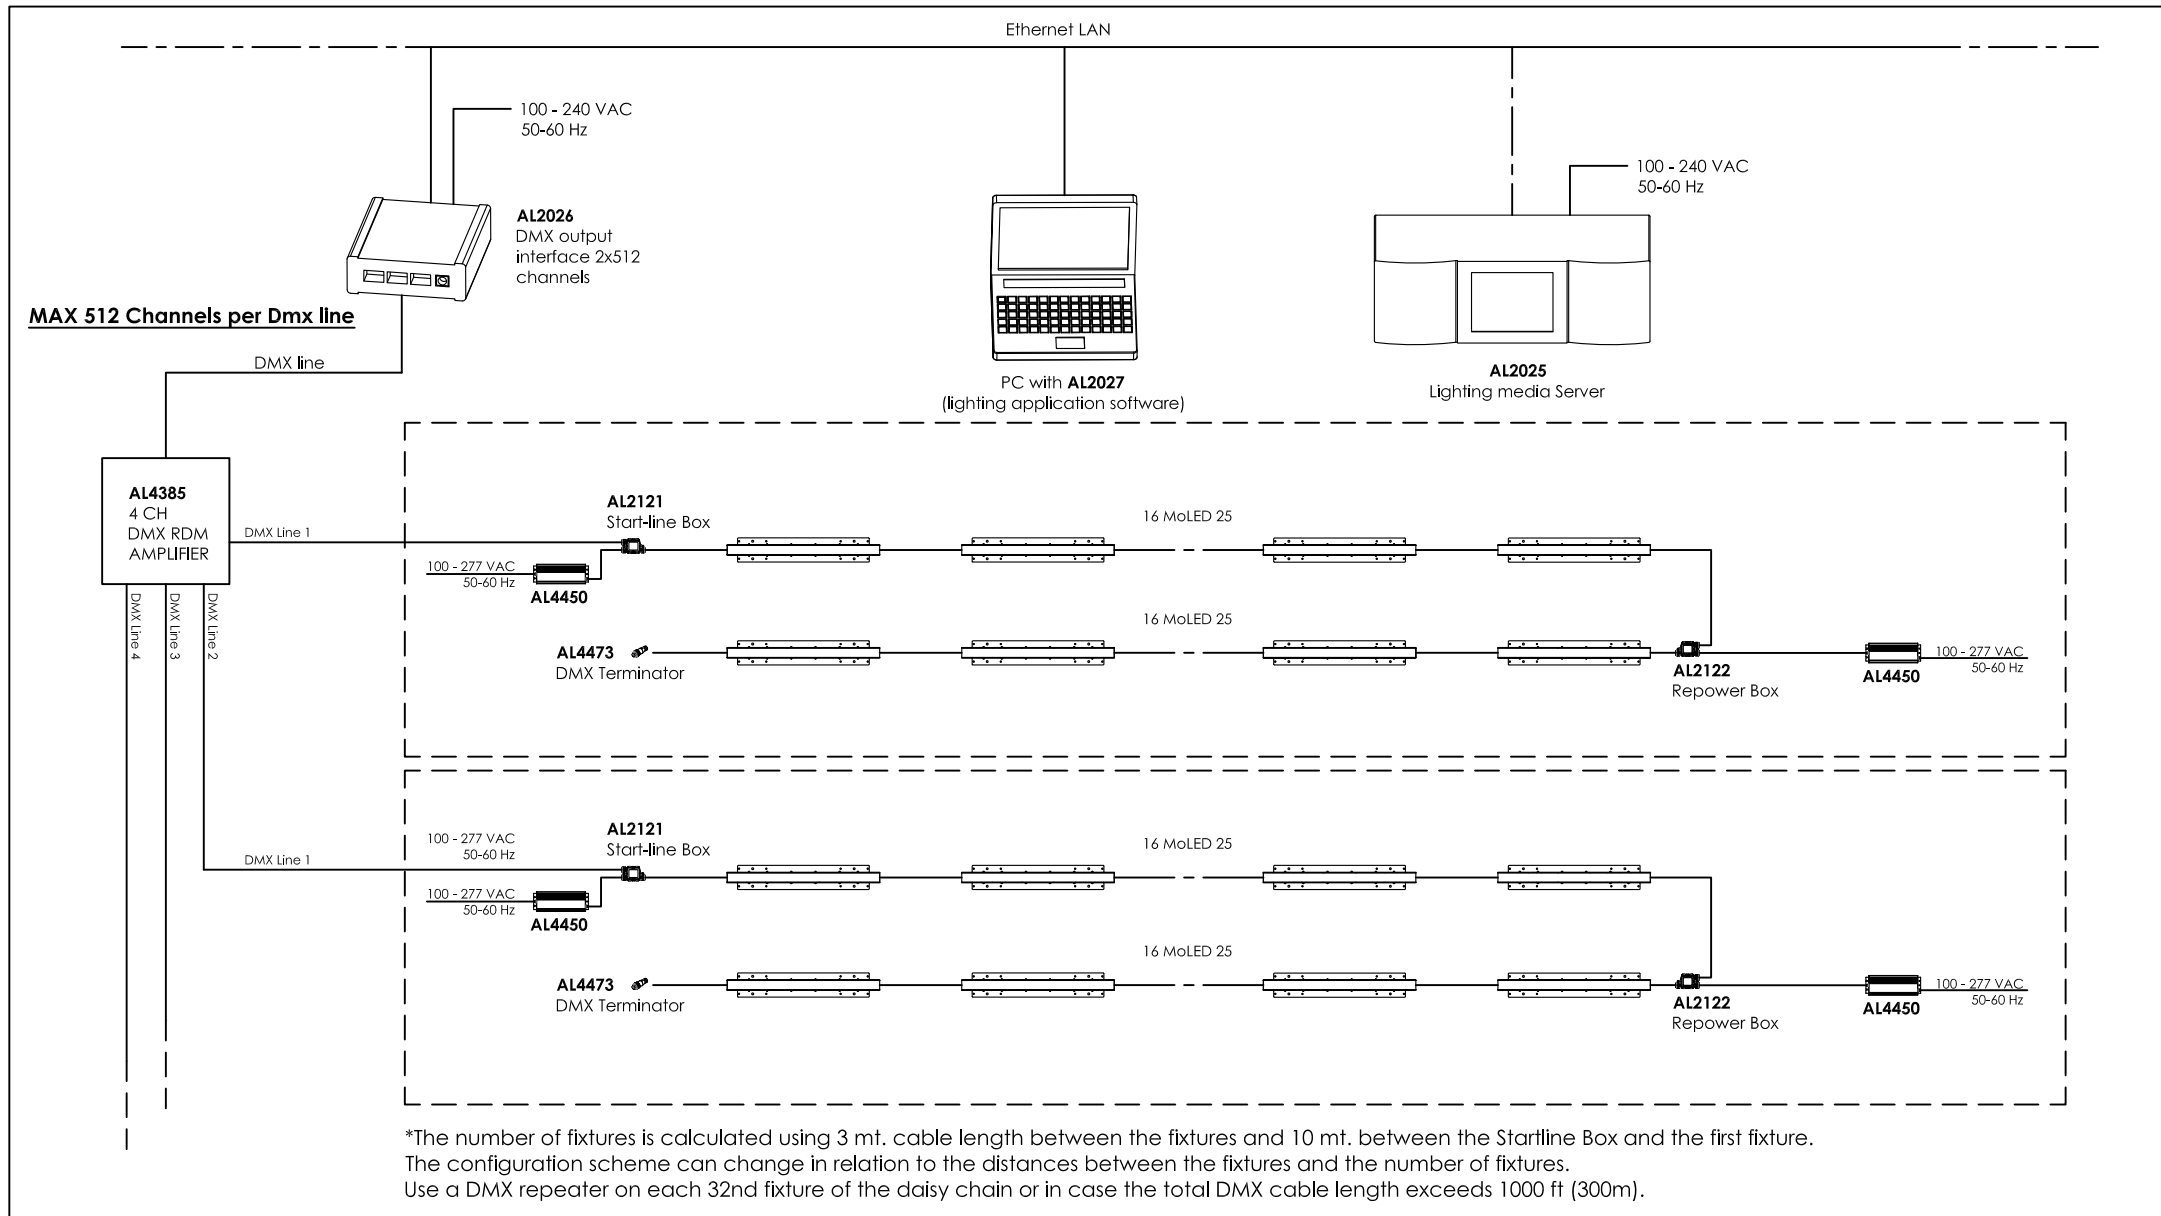 Ethernet LAN
100 - 240 VAC
50-60 Hz
100 - 240 VAC
50-60 Hz
AL2026
DMX output
interface 2x512
channels
MAX 512 Channels per Dmx line
DMX line
PC with AL2027
(lighting application software)
AL2025
Lighting media Server
AL4385
4 CH
DMX RDM
AMPLIFIER
DMX Line 1
DMX Line 4
DMX Line 3
DMX Line 2
AL2121
Start-line Box
16 MoLED 25
100 - 277 VAC
50-60 Hz
AL4450
16 MoLED 25
AL4473
DMX Terminator
AL2122
Repower Box
AL4450
100 - 277 VAC
50-60 Hz
DMX Line 1
100 - 277 VAC
50-60 Hz
AL2121
Start-line Box
16 MoLED 25
100 - 277 VAC
50-60 Hz
AL4450
16 MoLED 25
AL4473
DMX Terminator
AL2122
Repower Box
AL4450
100 - 277 VAC
50-60 Hz
*The number of fixtures is calculated using 3 mt. cable length between the fixtures and 10 mt. between the Startline Box and the first fixture.
The configuration scheme can change in relation to the distances between the fixtures and the number of fixtures.
Use a DMX repeater on each 32nd fixture of the daisy chain or in case the total DMX cable length exceeds 1000 ft (300m).